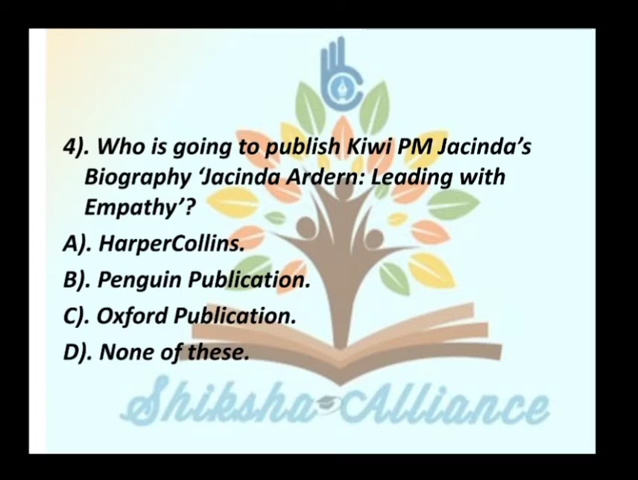 4). Who is going to publish Kiwi PM Jacinda's
Biography ‘Jacinda Ardern: Leading with
Empathy’?
A). HarperCollins.
B). Penguin Publication.
C). Oxford Publication.
D). None of these.
Shiksha Alliance